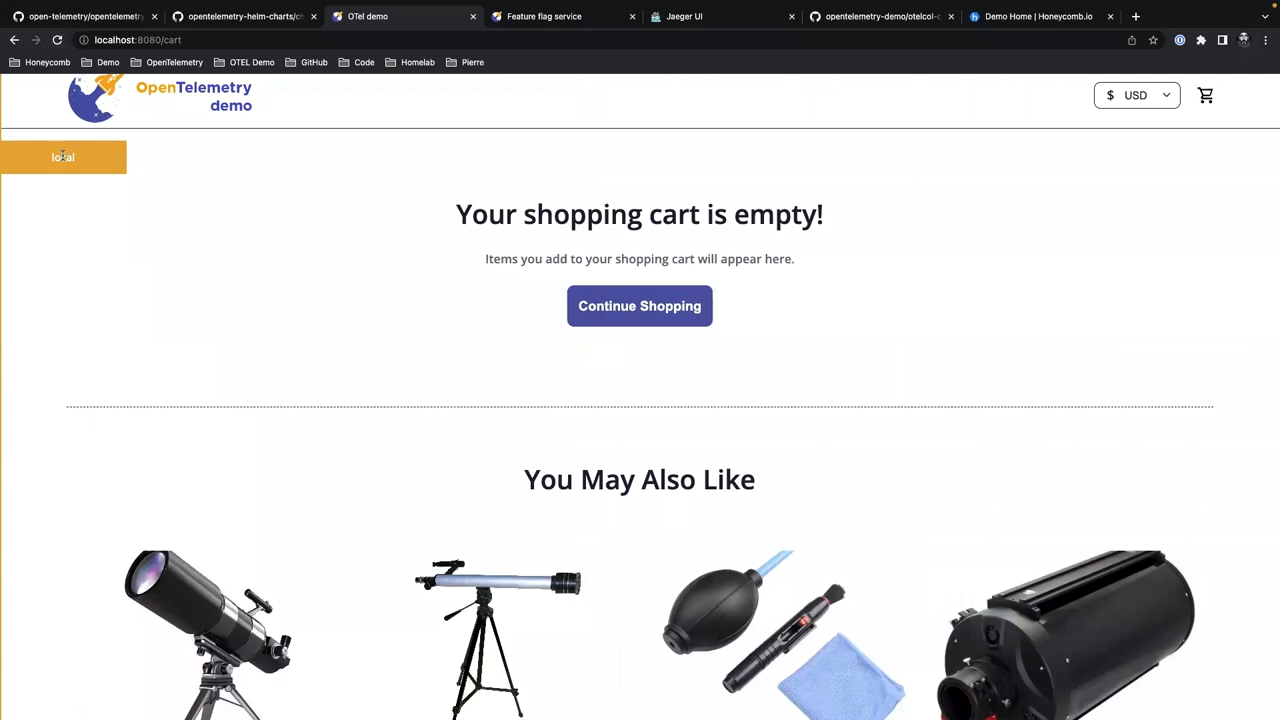 open-telemetry/opentelemetry
opentelemetry-helm-charts/ch
OTel demo
Feature flag service
Jaeger UI
opentelemetry-demo/otelcol-c
Demo Home | Honeycomb.io
localhost:8080/cart
Honeycomb
Demo
OpenTelemetry
OTEL Demo
GitHub
Code
Homelab
Pierre
OpenTelemetry
demo
$ USD
local
Your shopping cart is empty!
Items you add to your shopping cart will appear here.
Continue Shopping
You May Also Like